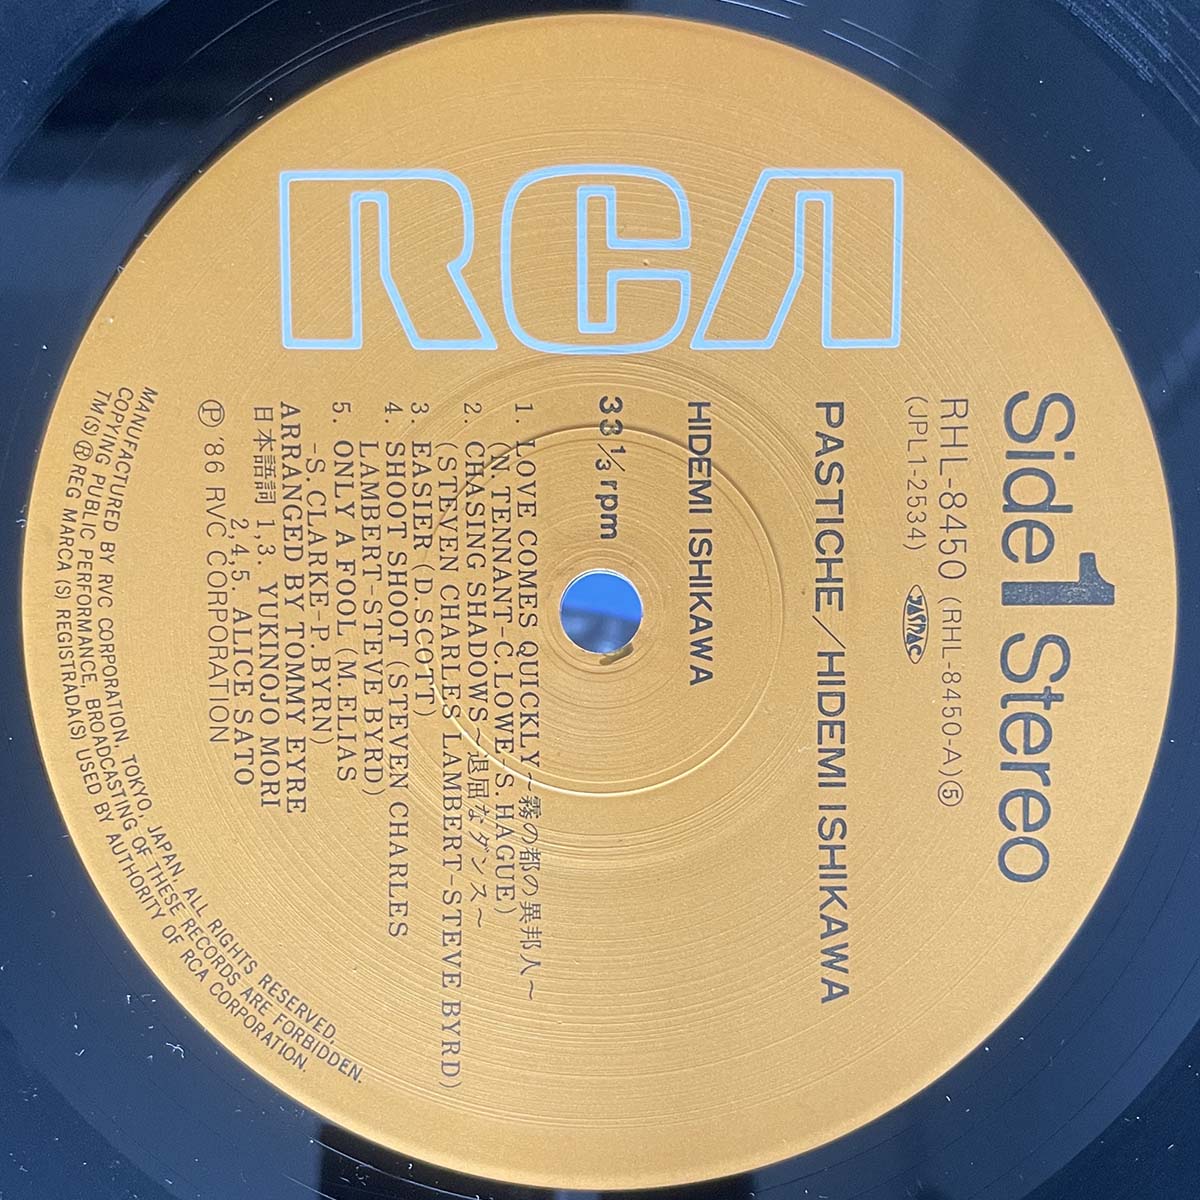 RCA
Side 1 Stereo
RHL-8450 (RHL-8450-A)⑤
(JPL1-2534) JASRAC
PASTICHE/HIDEMI ISHIKAWA
HIDEMI ISHIKAWA
33 1/3 rpm
1. LOVE COMES QUICKLY～霧の都の異邦人～
(N.TENNANT-C.LOWE-S.HAGUE)
2. CHASING SHADOWS～退屈なダンス～
(STEVEN CHARLES LAMBERT-STEVE BYRD)
3. EASIER(D.SCOTT)
4. SHOOT SHOOT(STEVEN CHARLES
LAMBERT-STEVE BYRD)
5. ONLY A FOOL(M.ELIAS
-S.CLARKE-P.BYRN)
ARRANGED BY TOMMY EYRE
日本語詞 1,3. YUKINOJO MORI
2,4,5. ALICE SATO
Ⓟ '86 RVC CORPORATION
MANUFACTURED BY RVC CORPORATION, TOKYO, JAPAN, ALL RIGHTS RESERVED,
COPYING PUBLIC PERFORMANCE, BROADCASTING OF THESE RECORDS ARE FORBIDDEN.
TM(S) ® REG MARCA (S) REGISTRADA(S) USED BY AUTHORITY OF RCA CORPORATION.